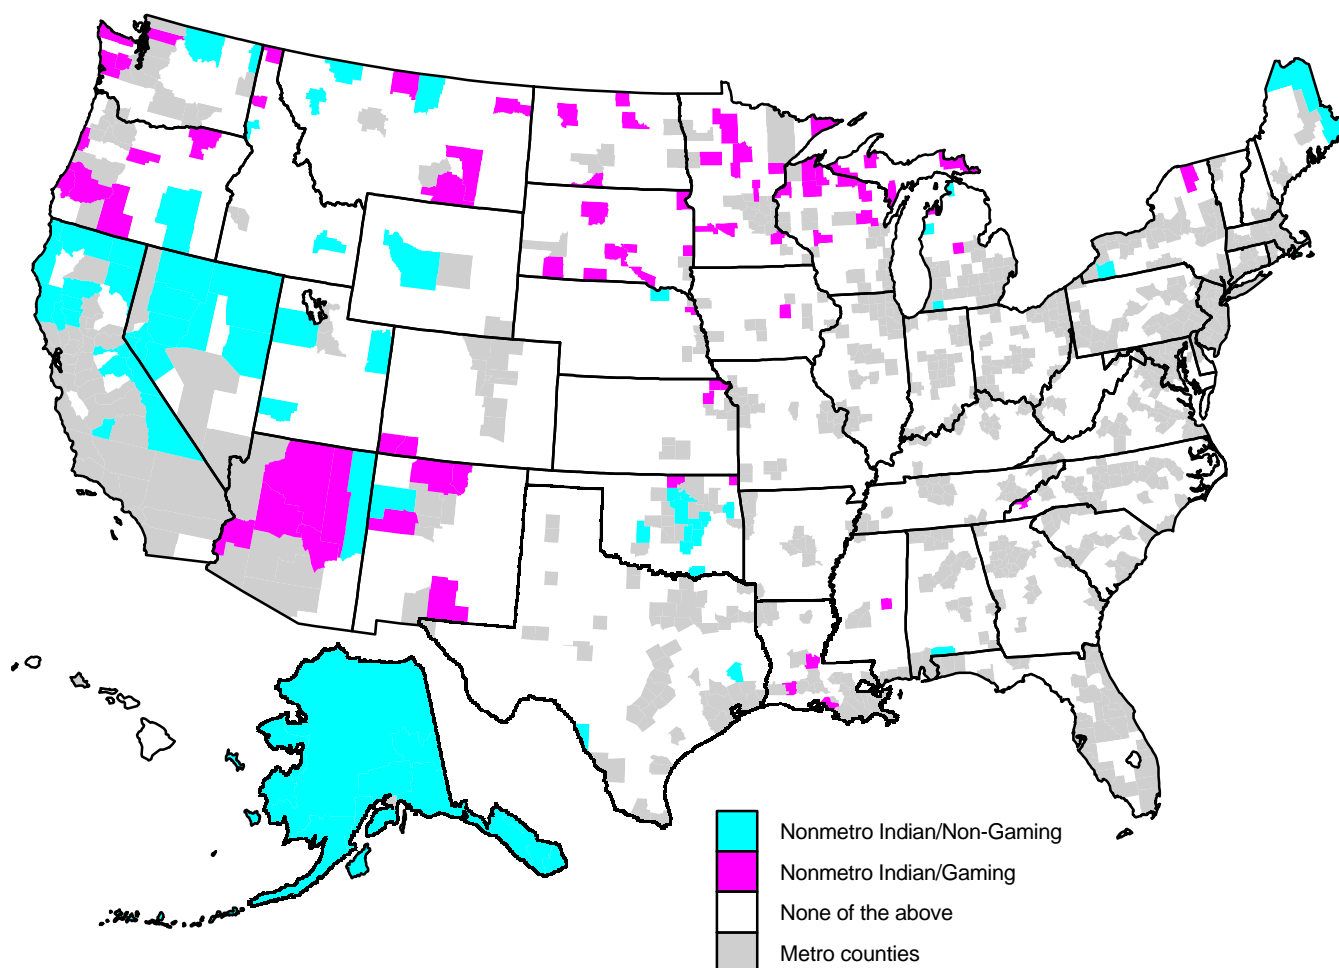 Nonmetro Indian/Non-Gaming
Nonmetro Indian/Gaming
None of the above
Metro counties